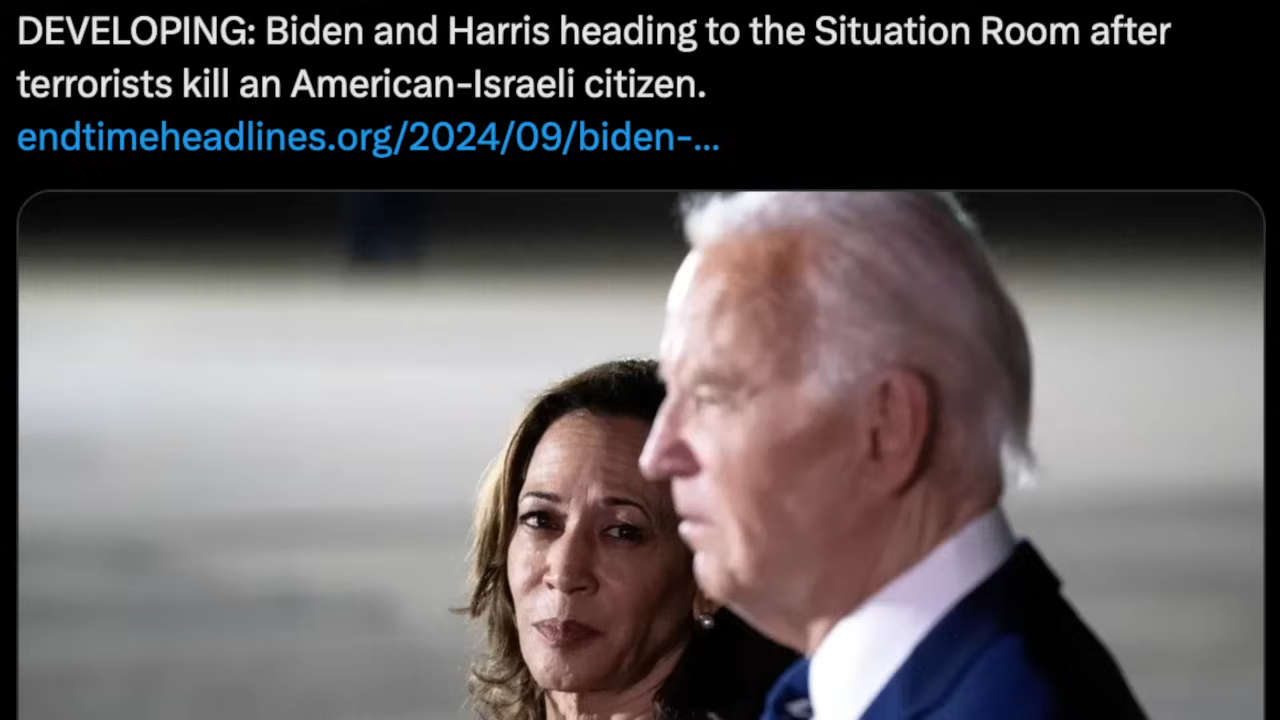 DEVELOPING: Biden and Harris heading to the Situation Room after
terrorists kill an American-Israeli citizen.
endtimeheadlines.org/2024/09/biden-...